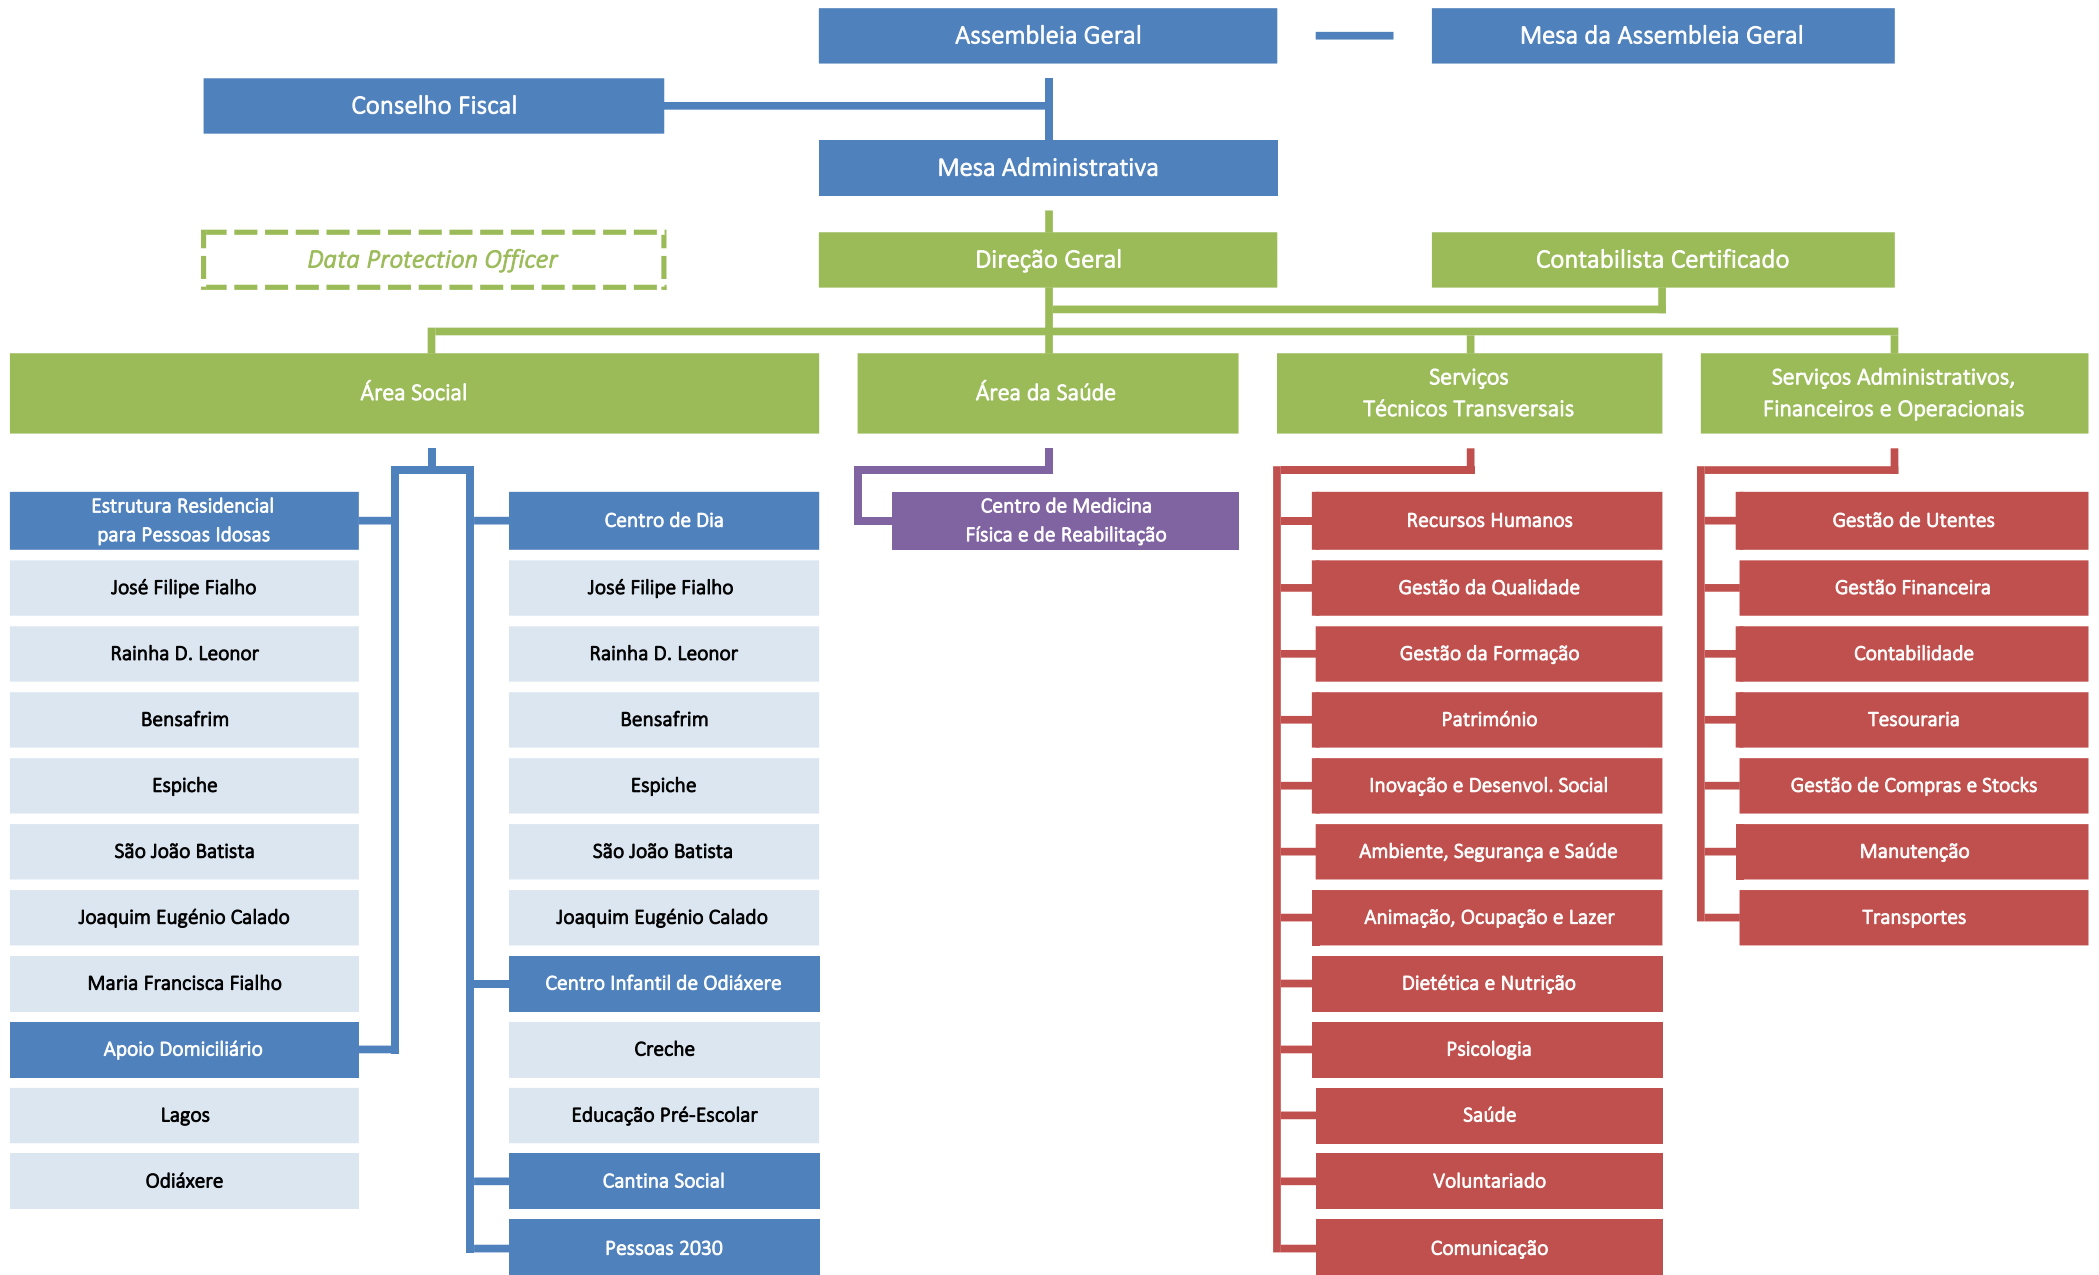 Assembleia Geral
Mesa da Assembleia Geral
Conselho Fiscal
Mesa Administrativa
Data Protection Officer
Direção Geral
Contabilista Certificado
Área Social
Área da Saúde
Serviços
Técnicos Transversais
Serviços Administrativos,
Financeiros e Operacionais
Estrutura Residencial
para Pessoas Idosas
José Filipe Fialho
Rainha D. Leonor
Bensafrim
Espiche
São João Batista
Joaquim Eugénio Calado
Maria Francisca Fialho
Apoio Domiciliário
Lagos
Odiáxere
Centro de Dia
José Filipe Fialho
Rainha D. Leonor
Bensafrim
Espiche
São João Batista
Joaquim Eugénio Calado
Centro Infantil de Odiáxere
Creche
Educação Pré-Escolar
Cantina Social
Pessoas 2030
Centro de Medicina
Física e de Reabilitação
Recursos Humanos
Gestão da Qualidade
Gestão da Formação
Património
Inovação e Desenvol. Social
Ambiente, Segurança e Saúde
Animação, Ocupação e Lazer
Dietética e Nutrição
Psicologia
Saúde
Voluntariado
Comunicação
Gestão de Utentes
Gestão Financeira
Contabilidade
Tesouraria
Gestão de Compras e Stocks
Manutenção
Transportes